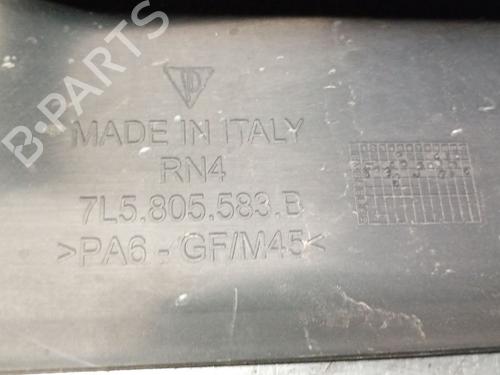 B-PARTS
MADE IN ITALY
RN4
7L5.805.583.B
>PA6 - GF/M45<